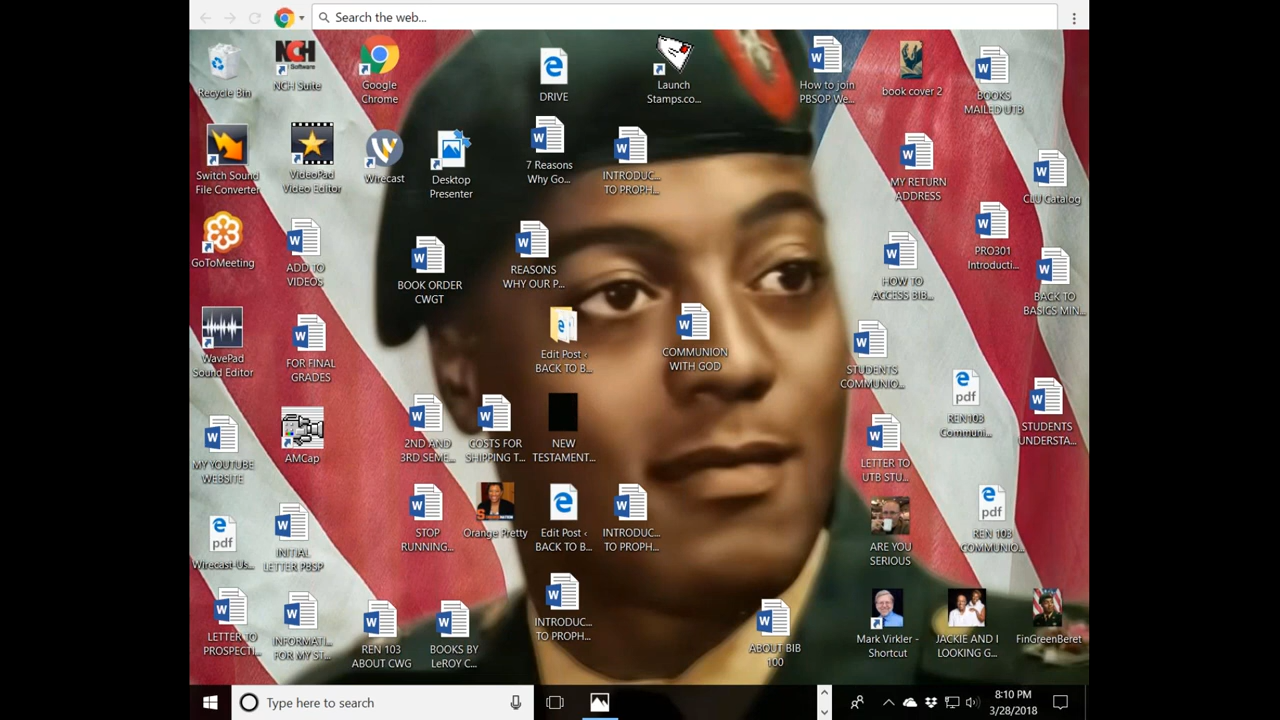 Search the web...
Recycle Bin
NCH
Software
NCH Suite
Google
Chrome
DRIVE
Launch
Stamps.co...
How to join
PBSOP We...
book cover 2
BOOKS
MAILED UTB
Switch Sound
File Converter
VideoPad
Video Editor
Wirecast
Desktop
Presenter
7 Reasons
Why Go...
INTRODUC...
TO PROPH...
MY RETURN
ADDRESS
CLU Catalog
GoToMeeting
ADD TO
VIDEOS
BOOK ORDER
CWGT
REASONS
WHY OUR P...
HOW TO
ACCESS BIB...
PRO301
Introducti...
BACK TO
BASICS MIN...
WavePad
Sound Editor
FOR FINAL
GRADES
Edit Post ‹
BACK TO B...
COMMUNION
WITH GOD
STUDENTS
COMMUNIO...
pdf
REN103
Communi...
STUDENTS
UNDERSTA...
MY YOUTUBE
WEBSITE
AMCap
2ND AND
3RD SEME...
COSTS FOR
SHIPPING T...
NEW
TESTAMENT...
LETTER TO
UTB STU...
pdf
Wirecast-Us...
INITIAL
LETTER PBSP
STOP
RUNNING...
Orange Pretty
Edit Post ‹
BACK TO B...
INTRODUC...
TO PROPH...
ARE YOU
SERIOUS
pdf
REN 103
COMMUNIO...
LETTER TO
PROSPECTI...
INFORMATI...
FOR MY ST...
REN 103
ABOUT CWG
BOOKS BY
LeROY C...
INTRODUC...
TO PROPH...
ABOUT BIB
100
Mark Virkler -
Shortcut
JACKIE AND I
LOOKING G...
FinGreenBeret
Type here to search
8:10 PM
3/28/2018